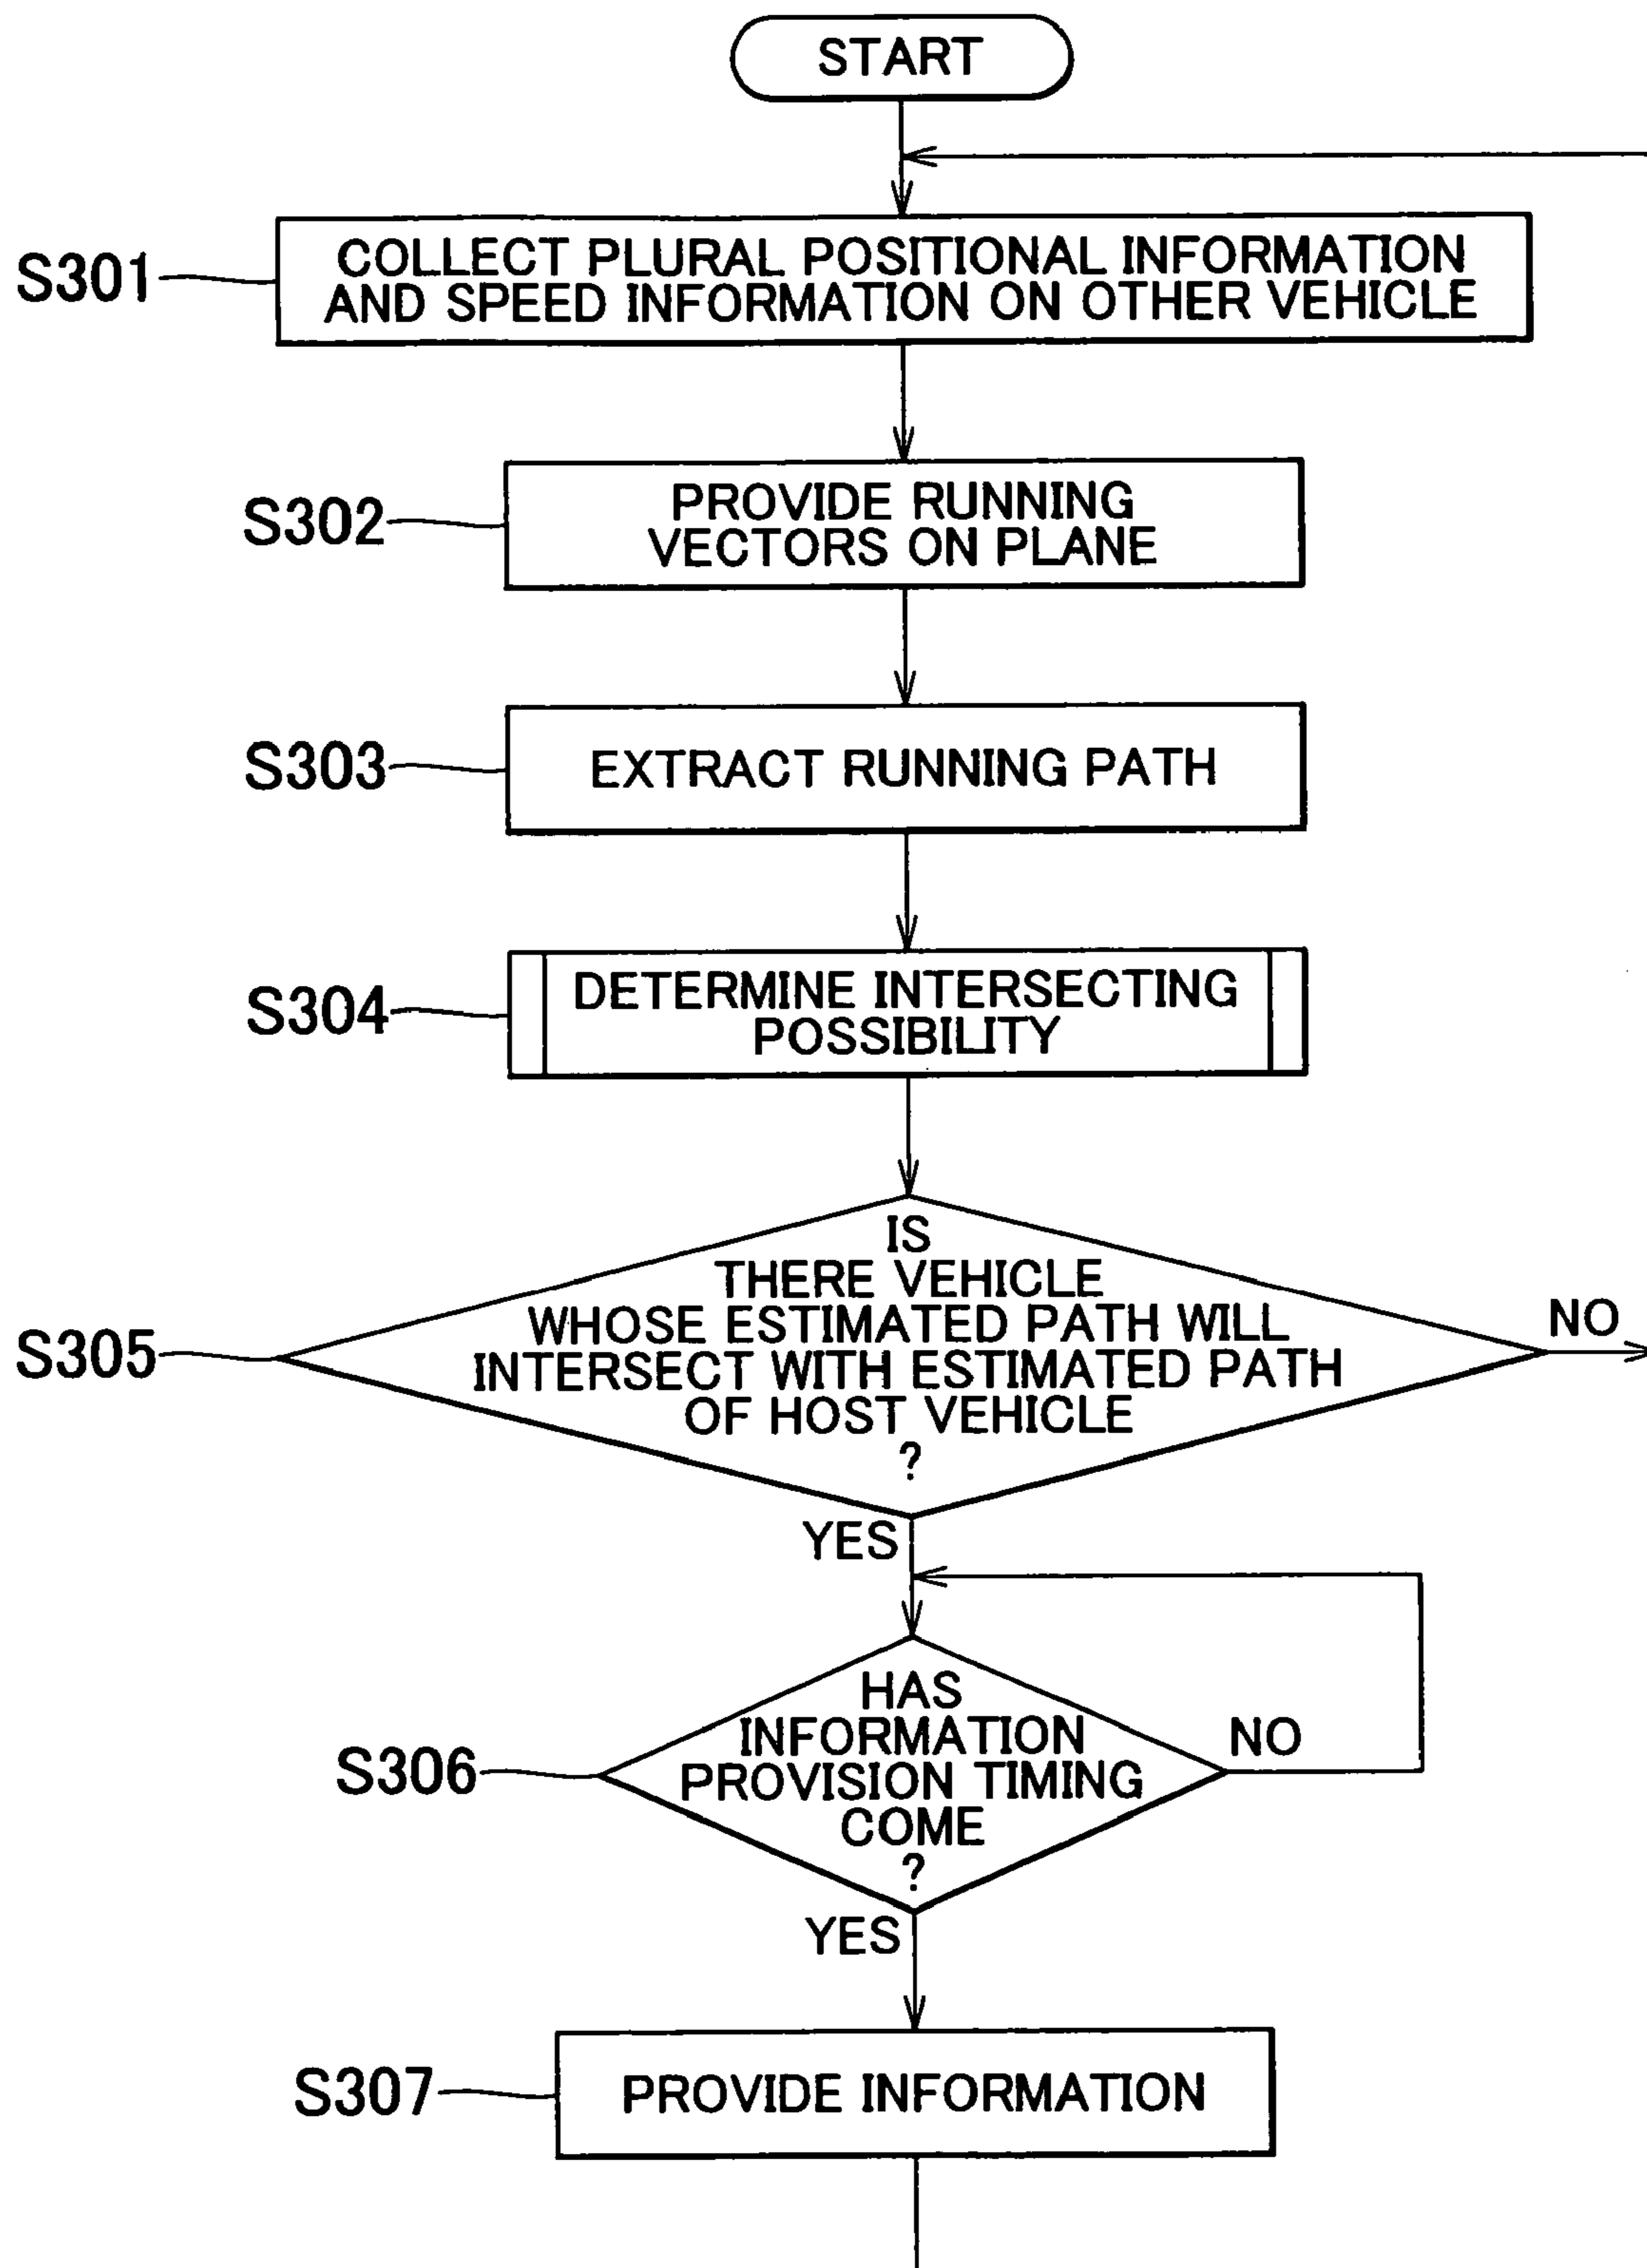 START
S301
COLLECT PLURAL POSITIONAL INFORMATION
AND SPEED INFORMATION ON OTHER VEHICLE
S302
PROVIDE RUNNING
VECTORS ON PLANE
S303
EXTRACT RUNNING PATH
S304
DETERMINE INTERSECTING
POSSIBILITY
S305
IS
THERE VEHICLE
WHOSE ESTIMATED PATH WILL
INTERSECT WITH ESTIMATED PATH
OF HOST VEHICLE
?
NO
YES
S306
HAS
INFORMATION
PROVISION TIMING
COME
?
NO
YES
S307
PROVIDE INFORMATION